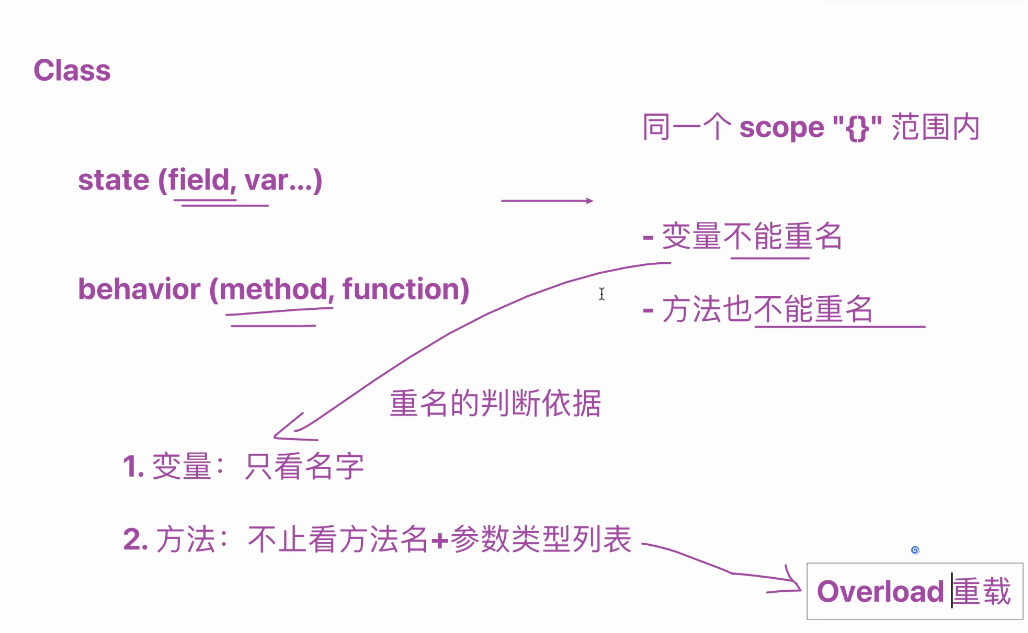 Class
同一个 scope "{}" 范围内
state (field, var...)
- 变量不能重名
behavior (method, function)
- 方法也不能重名
重名的判断依据
1. 变量：只看名字
2. 方法：不止看方法名+参数类型列表
Overload 重载